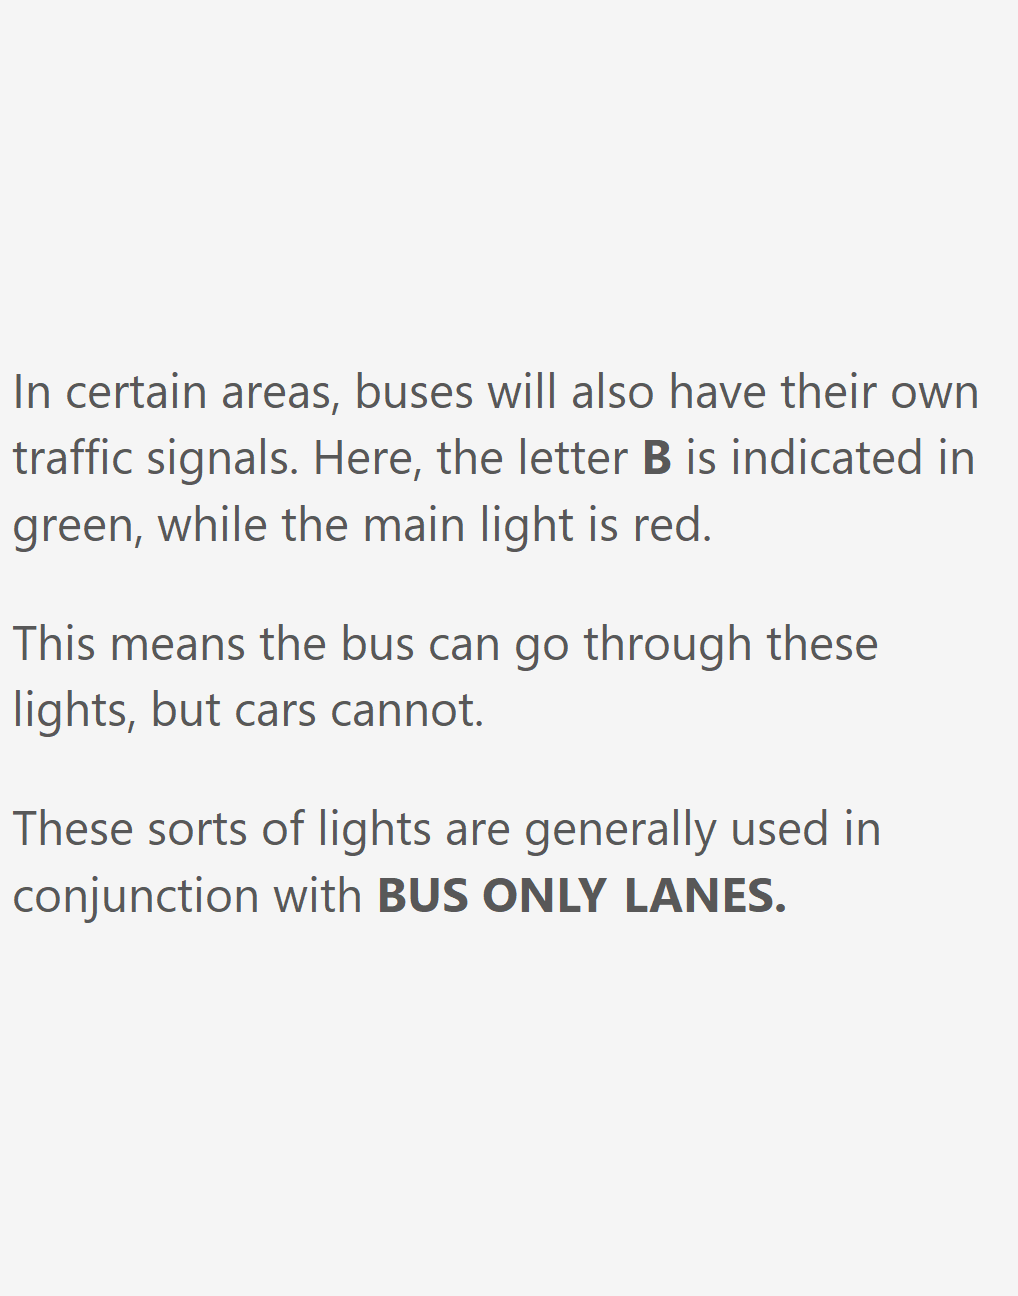 In certain areas, buses will also have their own
traffic signals. Here, the letter B is indicated in
green, while the main light is red.
This means the bus can go through these
lights, but cars cannot.
These sorts of lights are generally used in
conjunction with BUS ONLY LANES.